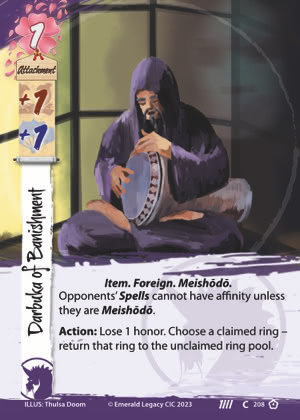 1
Attachment
+1
+1
Darbuka of Banishment
Item. Foreign. Meishōdō.
Opponents' Spells cannot have affinity unless
they are Meishōdō.
Action: Lose 1 honor. Choose a claimed ring –
return that ring to the unclaimed ring pool.
ILLUS: Thulsa Doom © Emerald Legacy CIC 2023 C 208